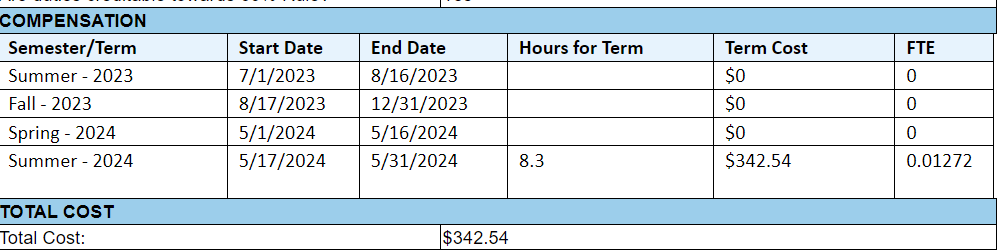 COMPENSATION
Semester/Term Start Date End Date Hours for Term Term Cost FTE
Summer - 2023 7/1/2023 8/16/2023 $0 0
Fall - 2023 8/17/2023 12/31/2023 $0 0
Spring - 2024 5/1/2024 5/16/2024 $0 0
Summer - 2024 5/17/2024 5/31/2024 8.3 $342.54 0.01272
TOTAL COST
Total Cost: $342.54